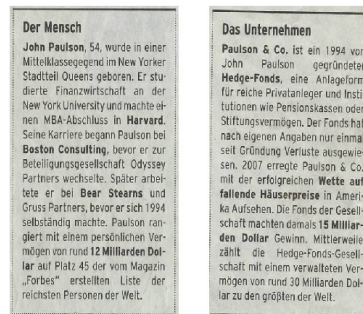 Der Mensch
John Paulson, 54, wurde in einer
Mittelklassegegend im New Yorker
Stadtteil Queens geboren. Er stu-
dierte Finanzwirtschaft an der
New York University und machte ei-
nen MBA-Abschluss in Harvard.
Seine Karriere begann Paulson bei
Boston Consulting, bevor er zur
Beteiligungsgesellschaft Odyssey
Partners wechselte. Später arbei-
tete er bei Bear Stearns und
Gruss Partners, bevor er sich 1994
selbständig machte. Paulson ran-
giert mit einem persönlichen Ver-
mögen von rund 12 Milliarden Dol-
lar auf Platz 45 der vom Magazin
„Forbes“ erstellten Liste der
reichsten Personen der Welt.
Das Unternehmen
Paulson & Co. ist ein 1994 von
John Paulson gegründeter
Hedge-Fonds, eine Anlageform
für reiche Privatanleger und Insti-
tutionen wie Pensionskassen oder
Stiftungsvermögen. Der Fonds hat
nach eigenen Angaben nur einmal
seit Gründung Verluste ausgewie-
sen. 2007 erregte Paulson & Co.
mit der erfolgreichen Wette auf
fallende Häuserpreise in Ameri-
ka Aufsehen. Die Fonds der Gesell-
schaft machten damals 15 Milliar-
den Dollar Gewinn. Mittlerweile
zählt die Hedge-Fonds-Gesell-
schaft mit einem verwalteten Ver-
mögen von rund 30 Milliarden Dol-
lar zu den größten der Welt.